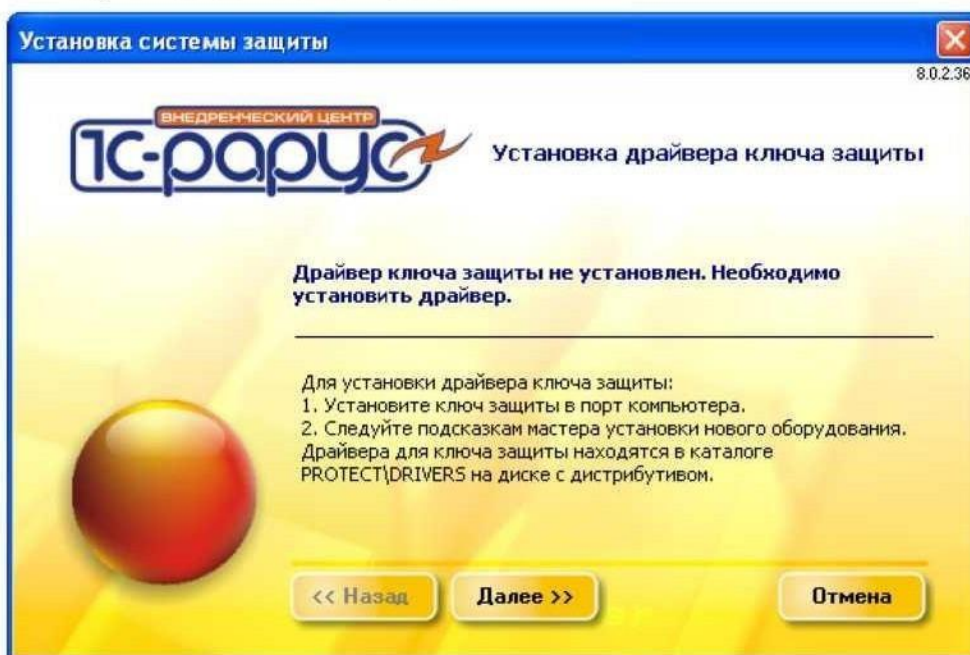 Установка системы защиты
8.0.2.36
ВНЕДРЕНЧЕСКИЙ ЦЕНТР
1С-рарус
Установка драйвера ключа защиты
Драйвер ключа защиты не установлен. Необходимо
установить драйвер.
Для установки драйвера ключа защиты:
1. Установите ключ защиты в порт компьютера.
2. Следуйте подсказкам мастера установки нового оборудования.
Драйвера для ключа защиты находятся в каталоге
PROTECT\DRIVERS на диске с дистрибутивом.
<< Назад
Далее >>
Отмена